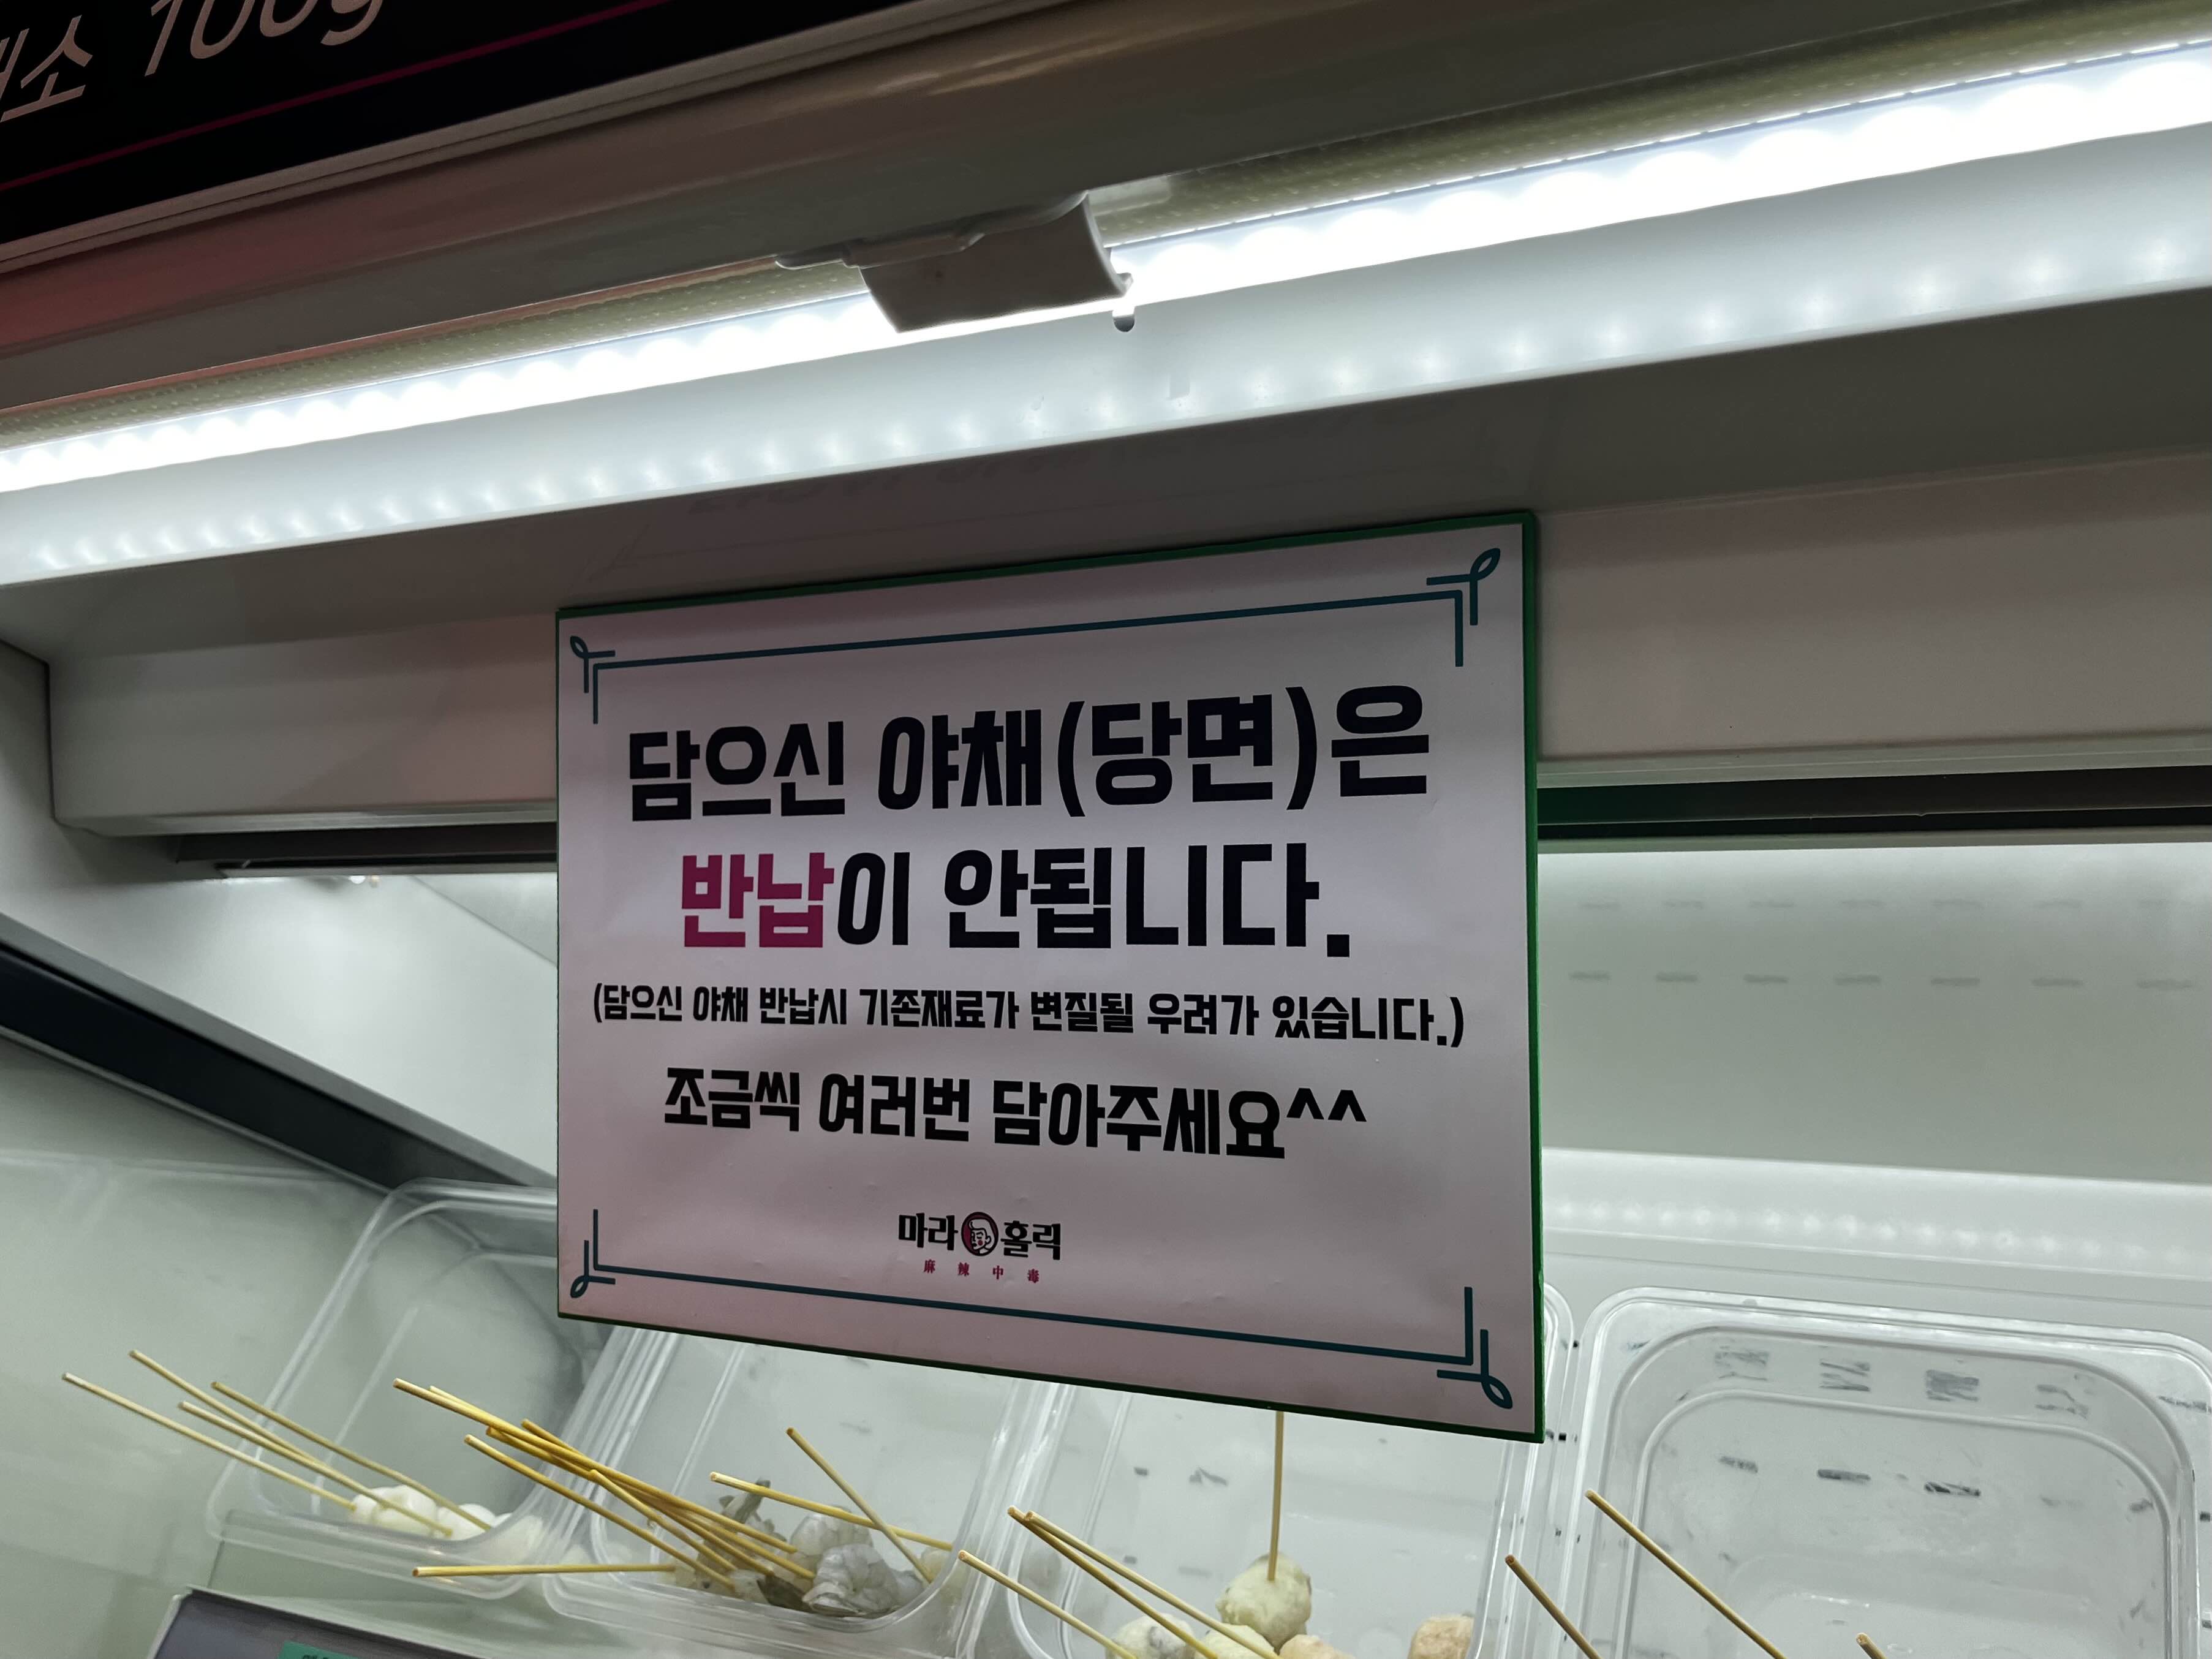 소 100g
담으신 야채(당면)은
반납이 안됩니다.
(담으신 야채 반납시 기존재료가 변질될 우려가 있습니다.)
조금씩 여러번 담아주세요^^
마라홀릭
麻辣中毒